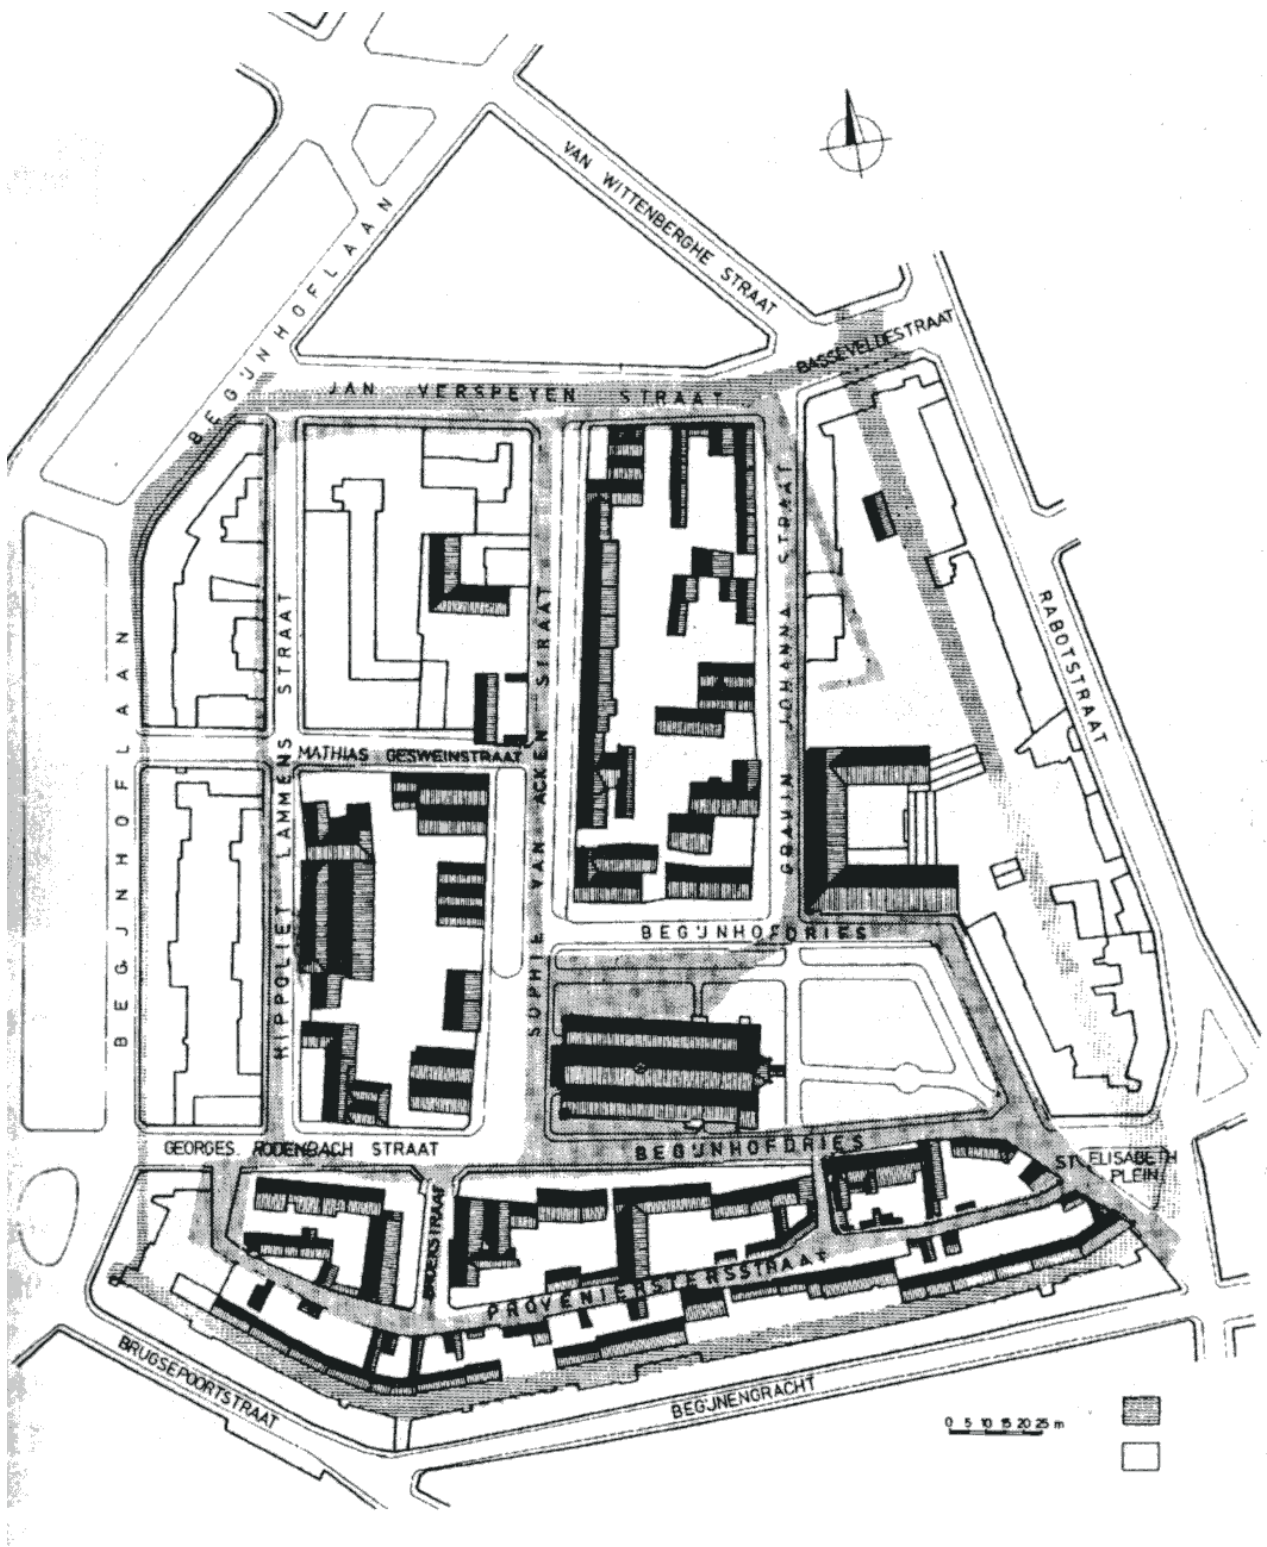 VAN WITTENBERGHE STRAAT
BEGIJNHOFLAAN
BASSEVELDESTRAAT
JAN VERSPEYEN STRAAT
GRAVIN JOHANNA STRAAT
RABOTSTRAAT
BEGIJNHOFLAAN
HIPPOLIET LAMMENS STRAAT
MATHIAS GESWEINSTRAAT
SOPHIE VAN ACKEN STRAAT
BEGIJNHOFDRIES
GEORGES RODENBACH STRAAT
BEGIJNHOFDRIES
ST ELISABETH
PLEIN
PROVENIERSTERSSTRAAT
BRUGSEPOORTSTRAAT
BEGIJNENGRACHT
0 5 10 15 20 25 m